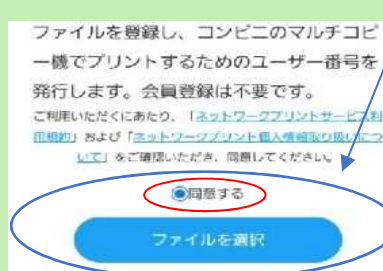 ファイルを登録し、コンビニのマルチコピ
ー機でプリントするためのユーザー番号を
発行します。会員登録は不要です。
ご利用いただくにあたり、「ネットワークプリントサービス利
用規約」および「ネットワークプリント個人情報取り扱いにつ
いて」をご確認いただき、同意してください。
同意する
ファイルを選択